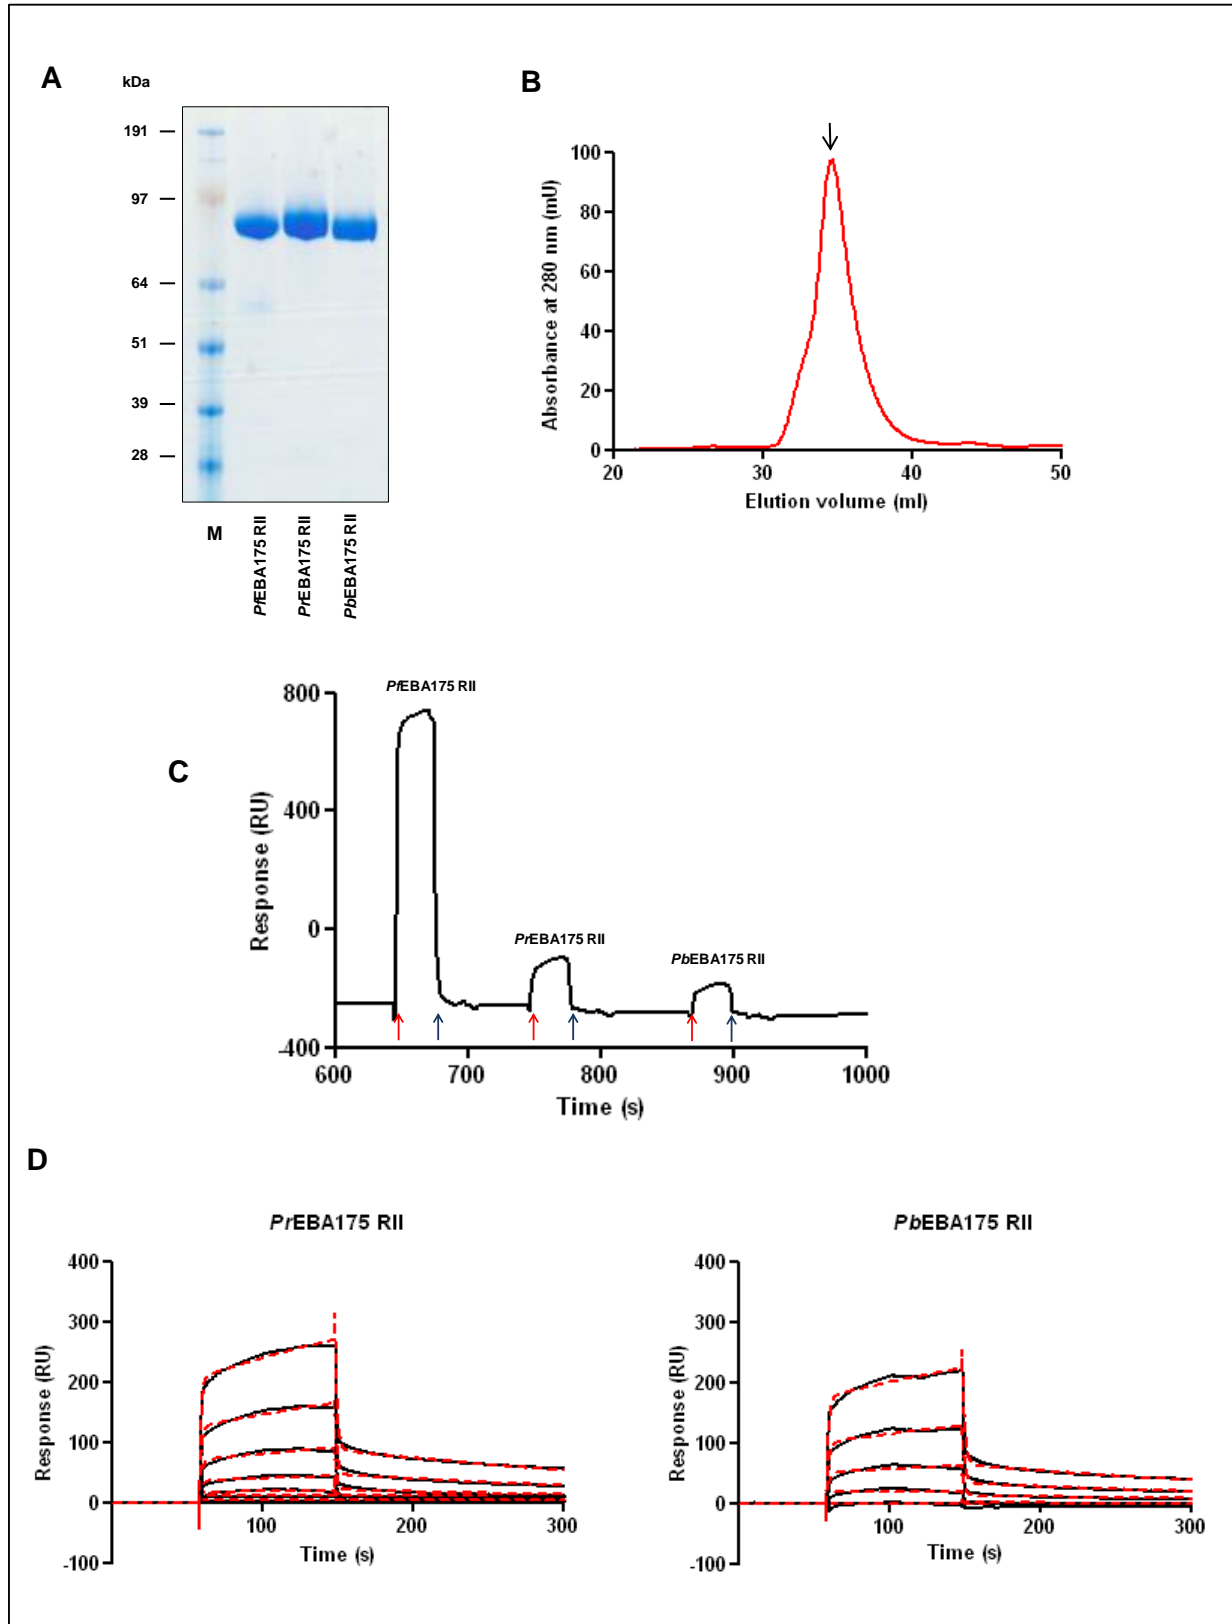 A
kDa
191
97
64
51
39
28
M
PfEBA175 RII
PrEBA175 RII
PbEBA175 RII
B
100
80
60
40
20
0
Absorbance at 280 nm (mU)
20 30 40 50
Elution volume (ml)
C
PfEBA175 RII
PrEBA175 RII
PbEBA175 RII
800
400
0
-400
Response (RU)
600 700 800 900 1000
Time (s)
D
PrEBA175 RII
400
300
200
100
0
-100
Response (RU)
100 200 300
Time (s)
PbEBA175 RII
400
300
200
100
0
-100
Response (RU)
100 200 300
Time (s)